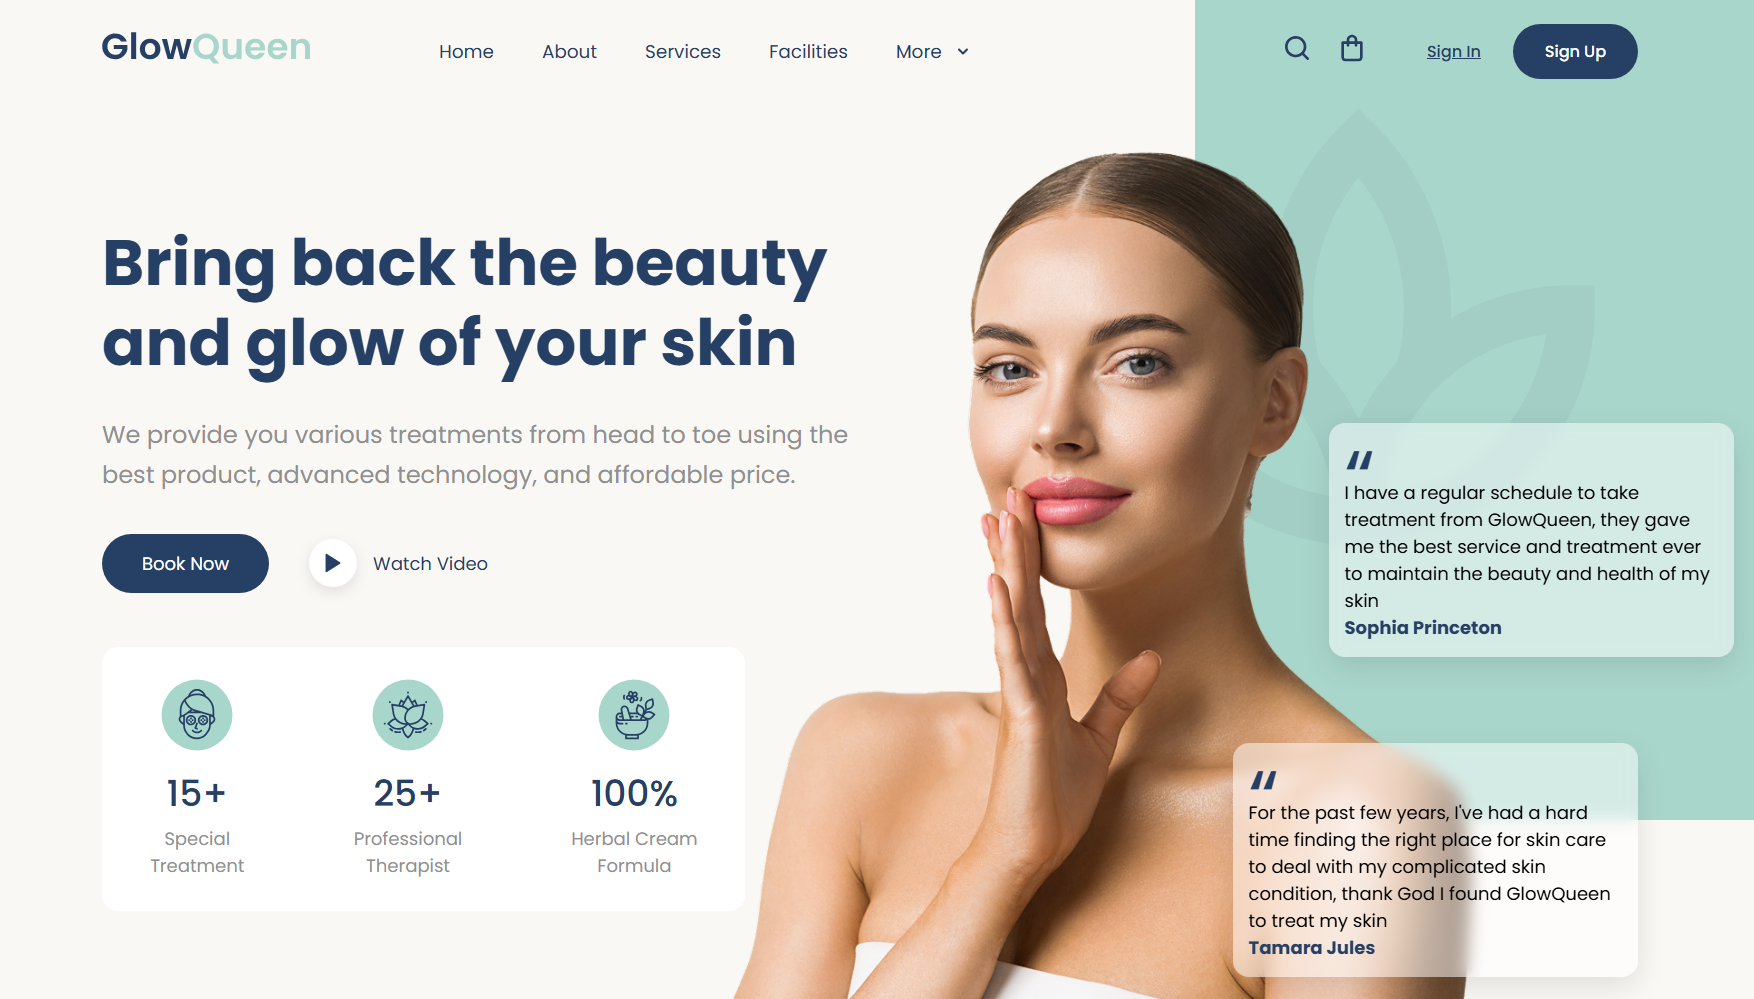 GlowQueen
Home About Services Facilities More
Sign In Sign Up
Bring back the beauty
and glow of your skin
We provide you various treatments from head to toe using the
best product, advanced technology, and affordable price.
Book Now Watch Video
15+
Special
Treatment
25+
Professional
Therapist
100%
Herbal Cream
Formula
“
I have a regular schedule to take
treatment from GlowQueen, they gave
me the best service and treatment ever
to maintain the beauty and health of my
skin
Sophia Princeton
“
For the past few years, I've had a hard
time finding the right place for skin care
to deal with my complicated skin
condition, thank God I found GlowQueen
to treat my skin
Tamara Jules